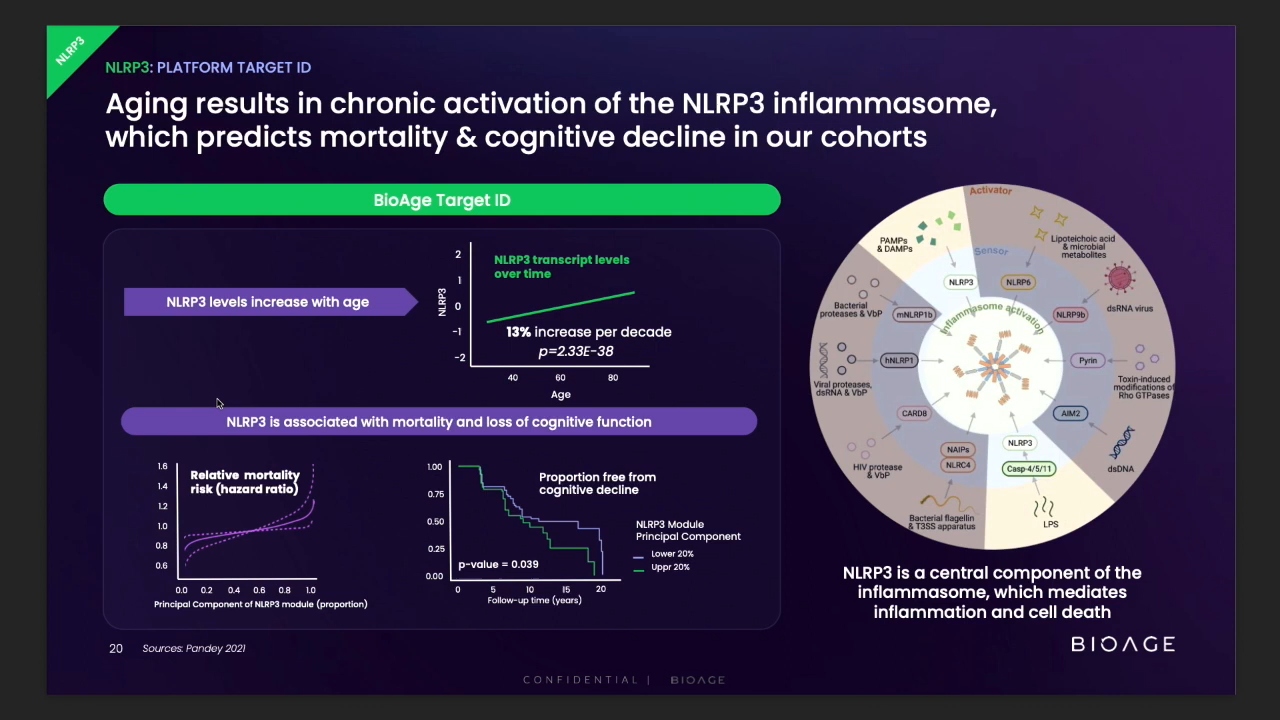 NLRP3
NLRP3: PLATFORM TARGET ID
Aging results in chronic activation of the NLRP3 inflammasome,
which predicts mortality & cognitive decline in our cohorts
BioAge Target ID
NLRP3 levels increase with age
NLRP3
2
1
0
-1
-2
NLRP3 transcript levels
over time
13% increase per decade
p=2.33E-38
40 60 80
Age
NLRP3 is associated with mortality and loss of cognitive function
1.6
1.4
1.2
1.0
0.8
0.6
Relative mortality
risk (hazard ratio)
0.0 0.2 0.4 0.6 0.8 1.0
Principal Component of NLRP3 module (proportion)
1.00
0.75
0.50
0.25
0.00
Proportion free from
cognitive decline
p-value = 0.039
0 5 10 15 20
Follow-up time (years)
NLRP3 Module
Principal Component
Lower 20%
Uppr 20%
Activator
PAMPs
& DAMPs
Lipoteichoic acid
& microbial
metabolites
Sensor
NLRP3
NLRP6
Bacterial
proteases & VbP
mNLRP1b
Inflammasome activation
NLRP9b
dsRNA virus
hNLRP1
Pyrin
Viral proteases,
dsRNA & VbP
Toxin-induced
modifications of
Rho GTPases
CARD8
AIM2
HIV protease
& VbP
NAIPs
NLRC4
NLRP3
Casp-4/5/11
dsDNA
Bacterial flagellin
& T3SS apparatus
LPS
NLRP3 is a central component of the
inflammasome, which mediates
inflammation and cell death
20 Sources: Pandey 2021
BIOAGE
CONFIDENTIAL | BIOAGE